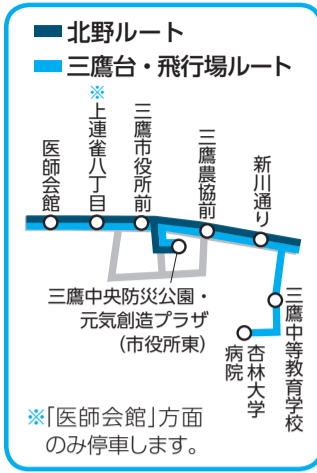 北野ルート
三鷹台・飛行場ルート
医師会館
※上連雀八丁目
三鷹市役所前
三鷹農協前
新川通り
三鷹中央防災公園・
元気創造プラザ
(市役所東)
三鷹中等教育学校
杏林大学
病院
※「医師会館」方面
のみ停車します。